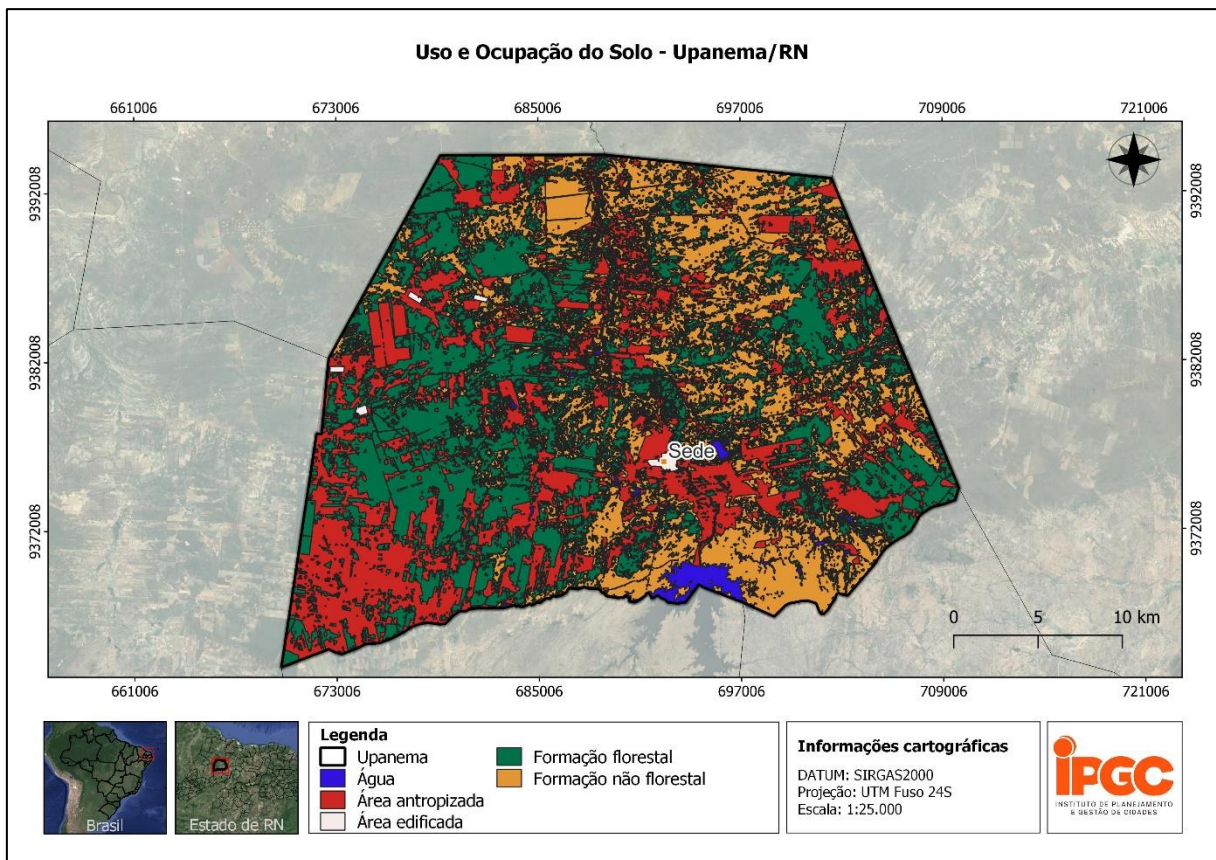 Uso e Ocupação do Solo - Upanema/RN
661006 673006 685006 697006 709006 721006
9392008 9392008
9382008 9382008
Sede
9372008 9372008
0 5 10 km
661006 673006 685006 697006 709006 721006
Brasil
Estado de RN
Legenda
Upanema
Água
Área antropizada
Área edificada
Formação florestal
Formação não florestal
Informações cartográficas
DATUM: SIRGAS2000
Projeção: UTM Fuso 24S
Escala: 1:25.000
iPGC
INSTITUTO DE PLANEJAMENTO
E GESTÃO DE CIDADES